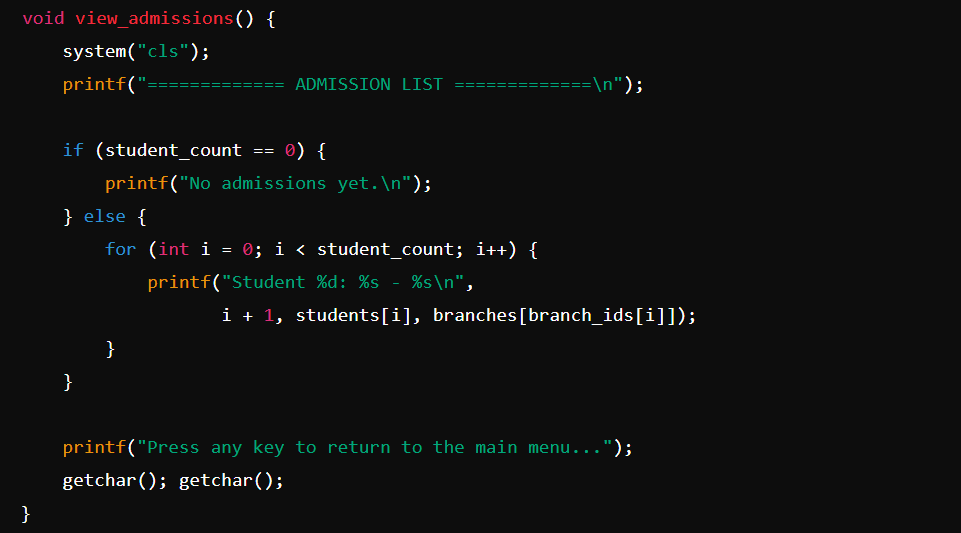 void view_admissions() {
    system("cls");
    printf("============= ADMISSION LIST =============\n");

    if (student_count == 0) {
        printf("No admissions yet.\n");
    } else {
        for (int i = 0; i < student_count; i++) {
            printf("Student %d: %s - %s\n",
                   i + 1, students[i], branches[branch_ids[i]]);
        }
    }

    printf("Press any key to return to the main menu...");
    getchar(); getchar();
}